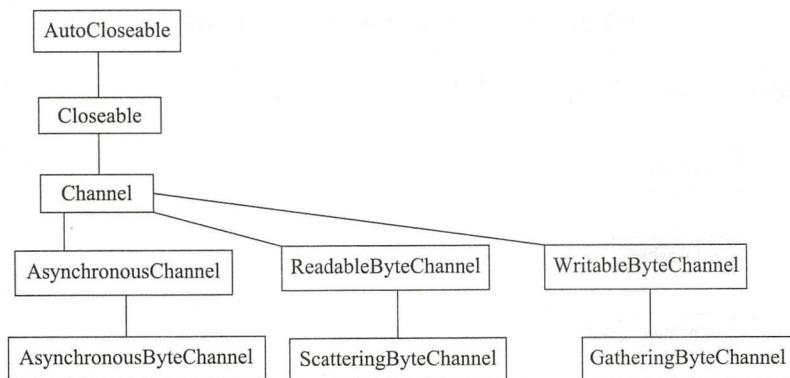 AutoCloseable
Closeable
Channel
AsynchronousChannel
ReadableByteChannel
WritableByteChannel
AsynchronousByteChannel
ScatteringByteChannel
GatheringByteChannel